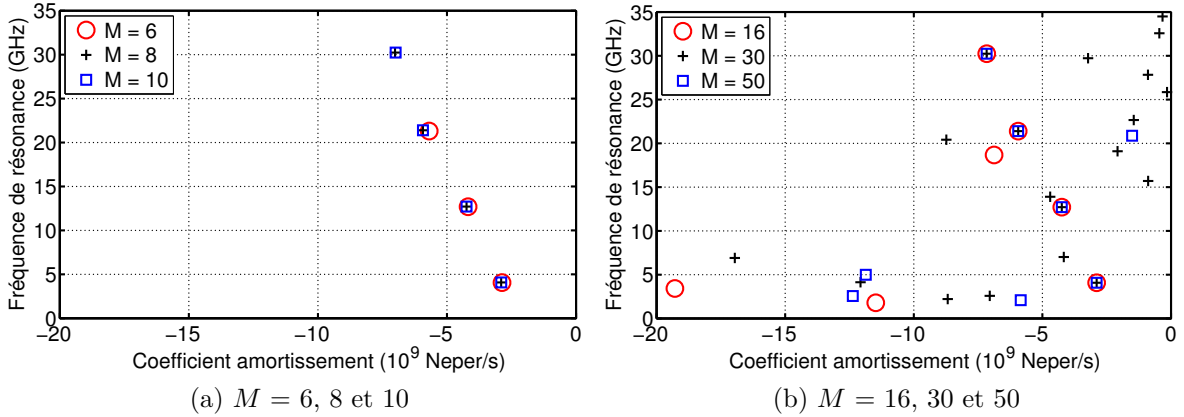 Fréquence de résonance (GHz)
35
30
25
20
15
10
5
0
M = 6
M = 8
M = 10
−20 −15 −10 −5 0
Coefficient amortissement (10⁹ Neper/s)
(a) M = 6, 8 et 10
Fréquence de résonance (GHz)
35
30
25
20
15
10
5
0
M = 16
M = 30
M = 50
−20 −15 −10 −5 0
Coefficient amortissement (10⁹ Neper/s)
(b) M = 16, 30 et 50